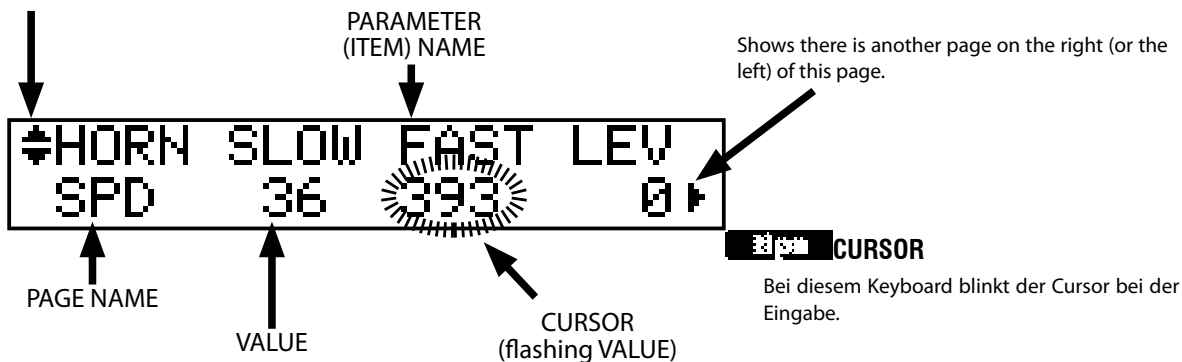 PARAMETER
(ITEM) NAME
Shows there is another page on the right (or the
left) of this page.
HORN SLOW FAST LEV
SPD 36 393 0
PAGE NAME
VALUE
CURSOR
(flashing VALUE)
CURSOR
Bei diesem Keyboard blinkt der Cursor bei der
Eingabe.